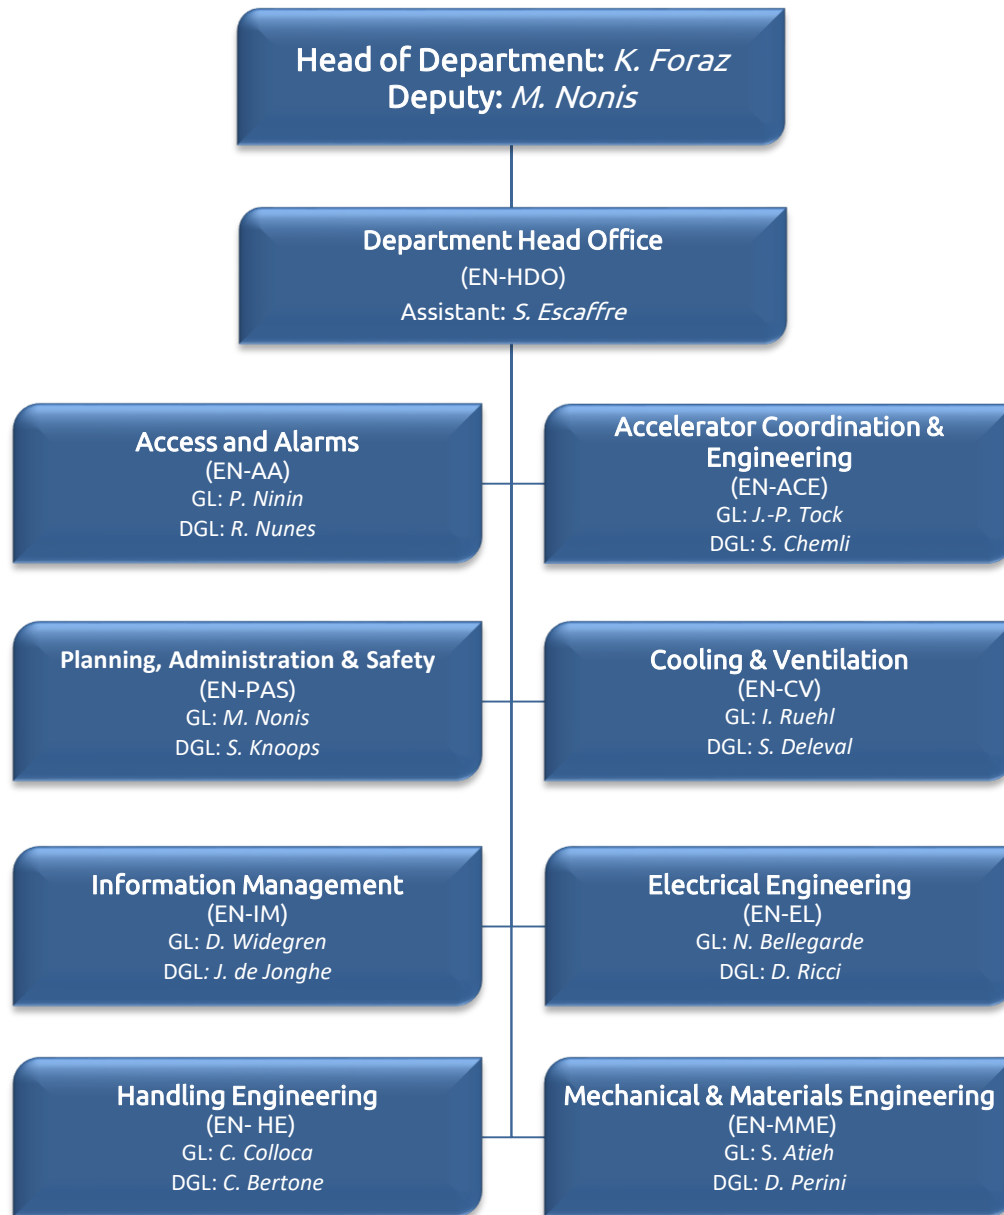 Head of Department: K. Foraz
Deputy: M. Nonis
Department Head Office
(EN-HDO)
Assistant: S. Escaffre
Access and Alarms
(EN-AA)
GL: P. Ninin
DGL: R. Nunes
Accelerator Coordination &
Engineering
(EN-ACE)
GL: J.-P. Tock
DGL: S. Chemli
Planning, Administration & Safety
(EN-PAS)
GL: M. Nonis
DGL: S. Knoops
Cooling & Ventilation
(EN-CV)
GL: I. Ruehl
DGL: S. Deleval
Information Management
(EN-IM)
GL: D. Widegren
DGL: J. de Jonghe
Electrical Engineering
(EN-EL)
GL: N. Bellegarde
DGL: D. Ricci
Handling Engineering
(EN- HE)
GL: C. Colloca
DGL: C. Bertone
Mechanical & Materials Engineering
(EN-MME)
GL: S. Atieh
DGL: D. Perini